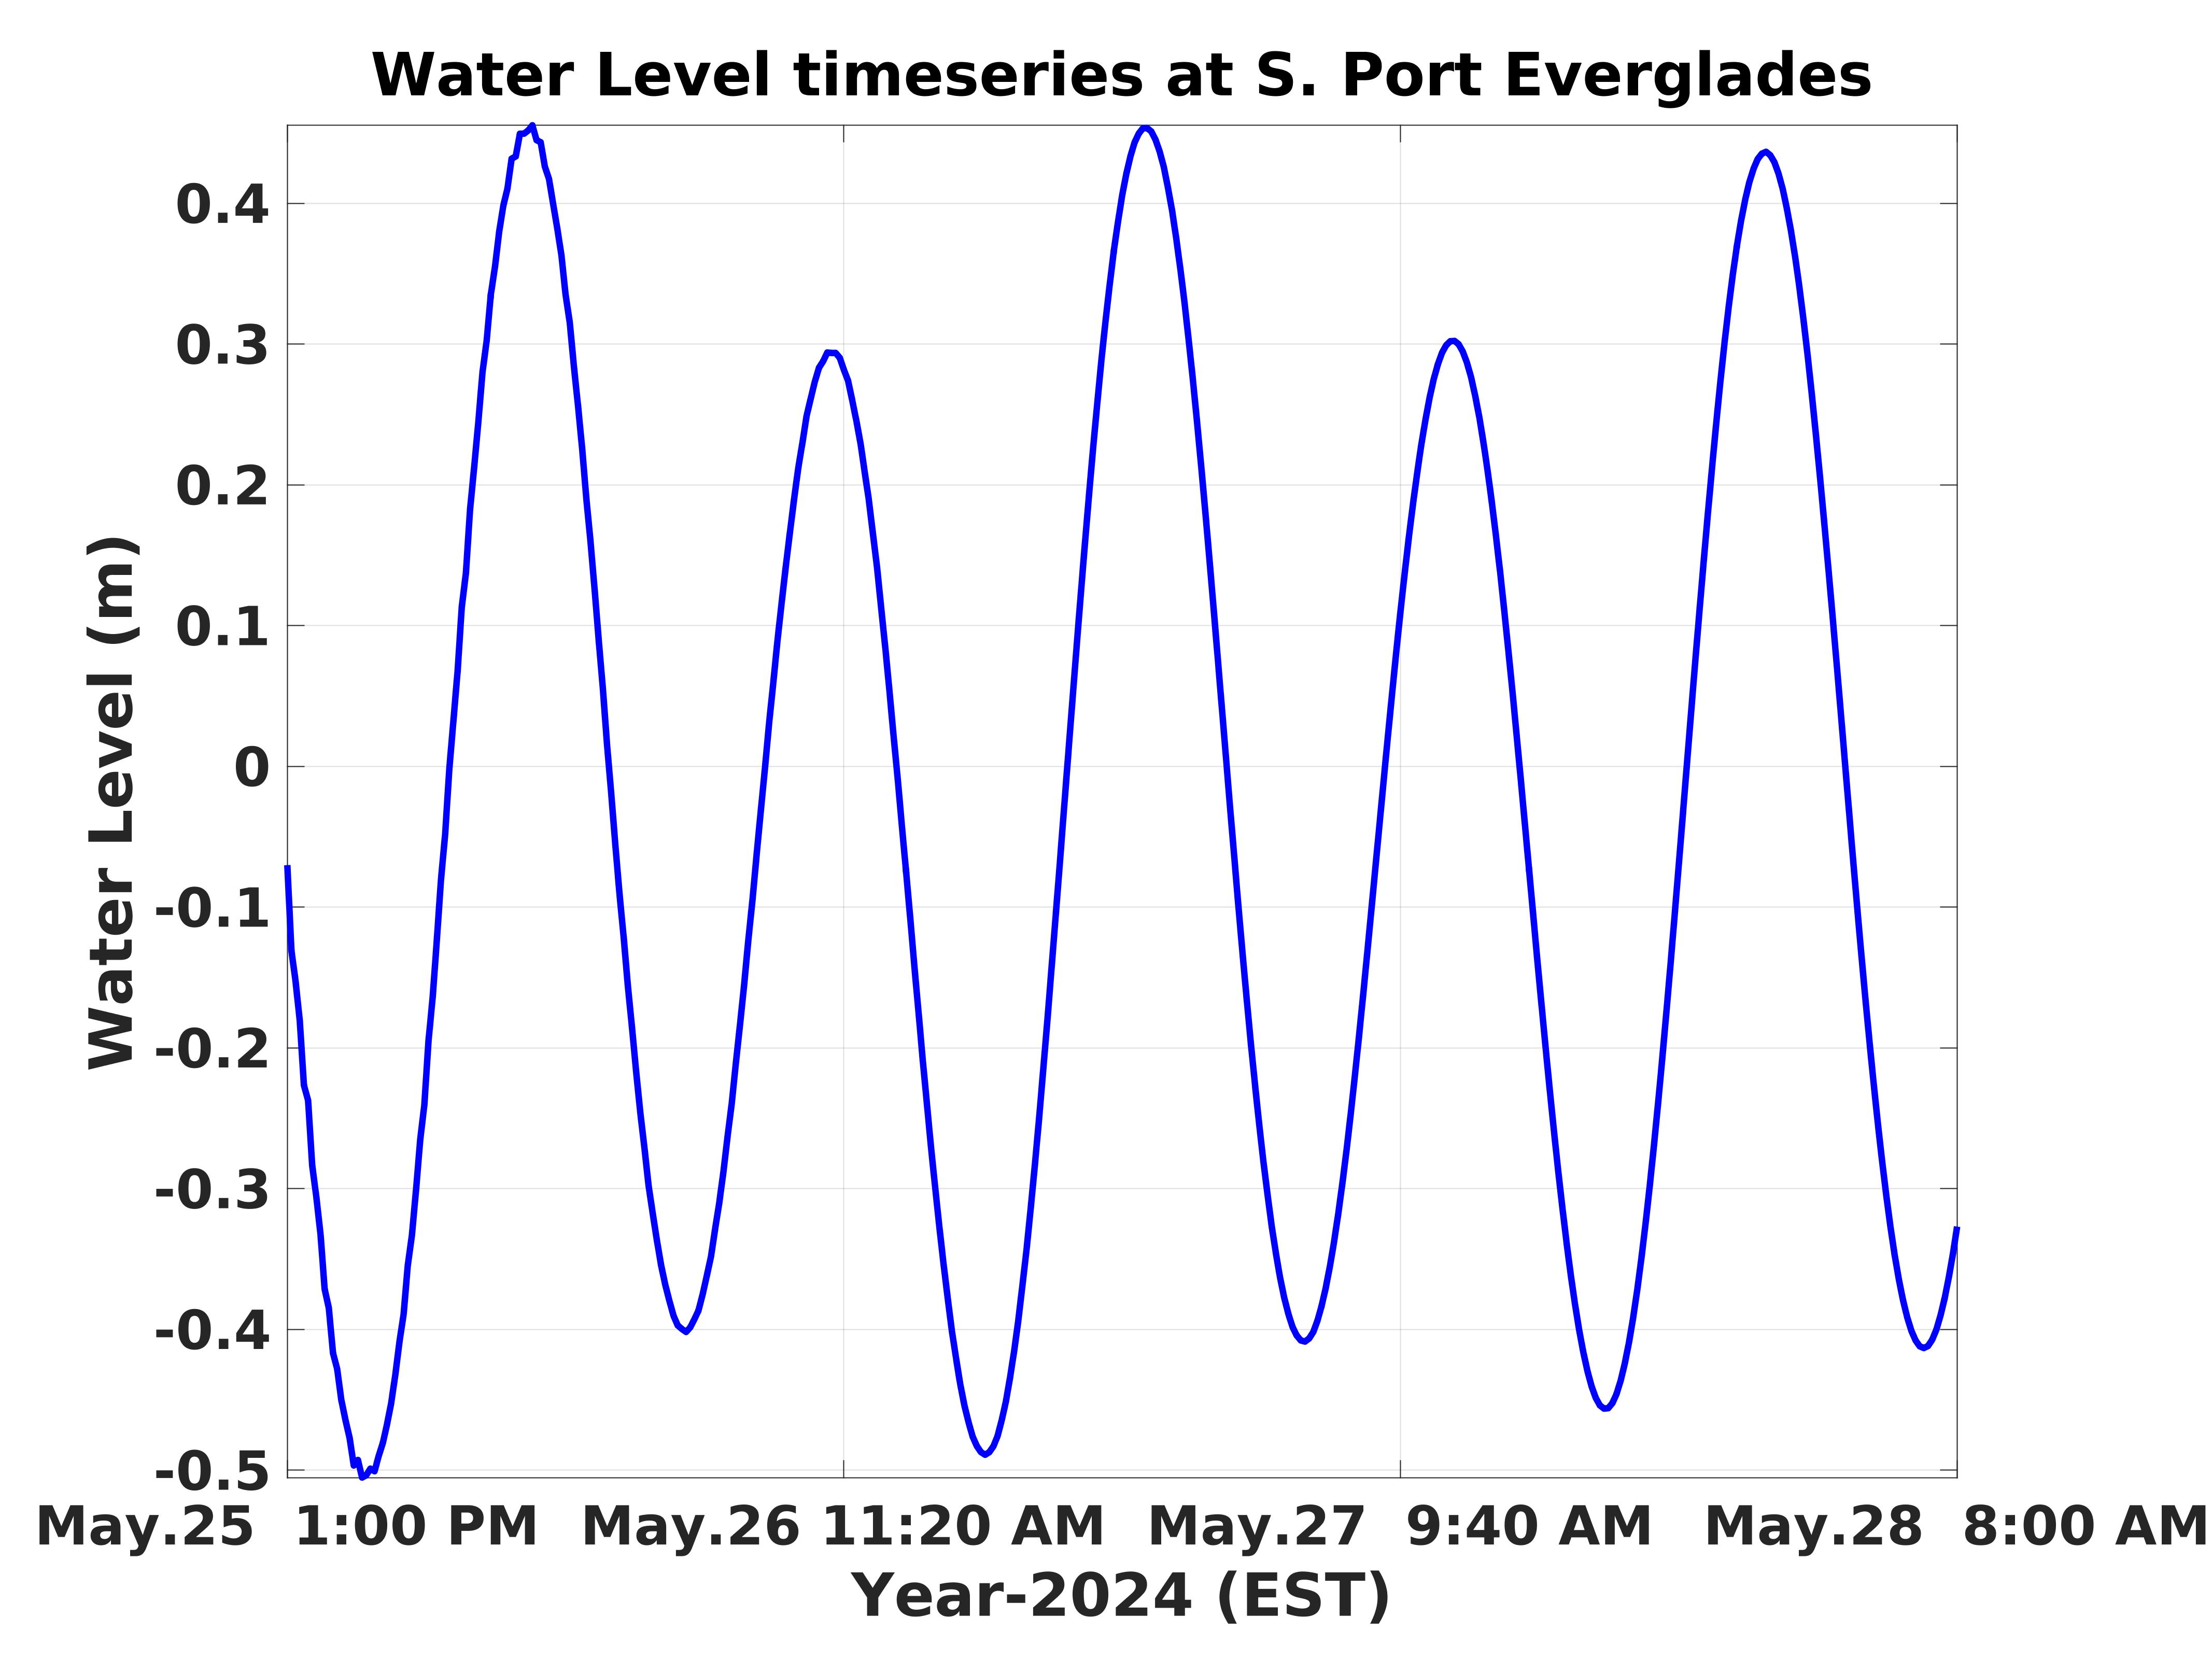 Water Level timeseries at S. Port Everglades
0.4
0.3
0.2
0.1
0
-0.1
-0.2
-0.3
-0.4
-0.5
Water Level (m)
May.25 1:00 PM May.26 11:20 AM May.27 9:40 AM May.28 8:00 AM
Year-2024 (EST)